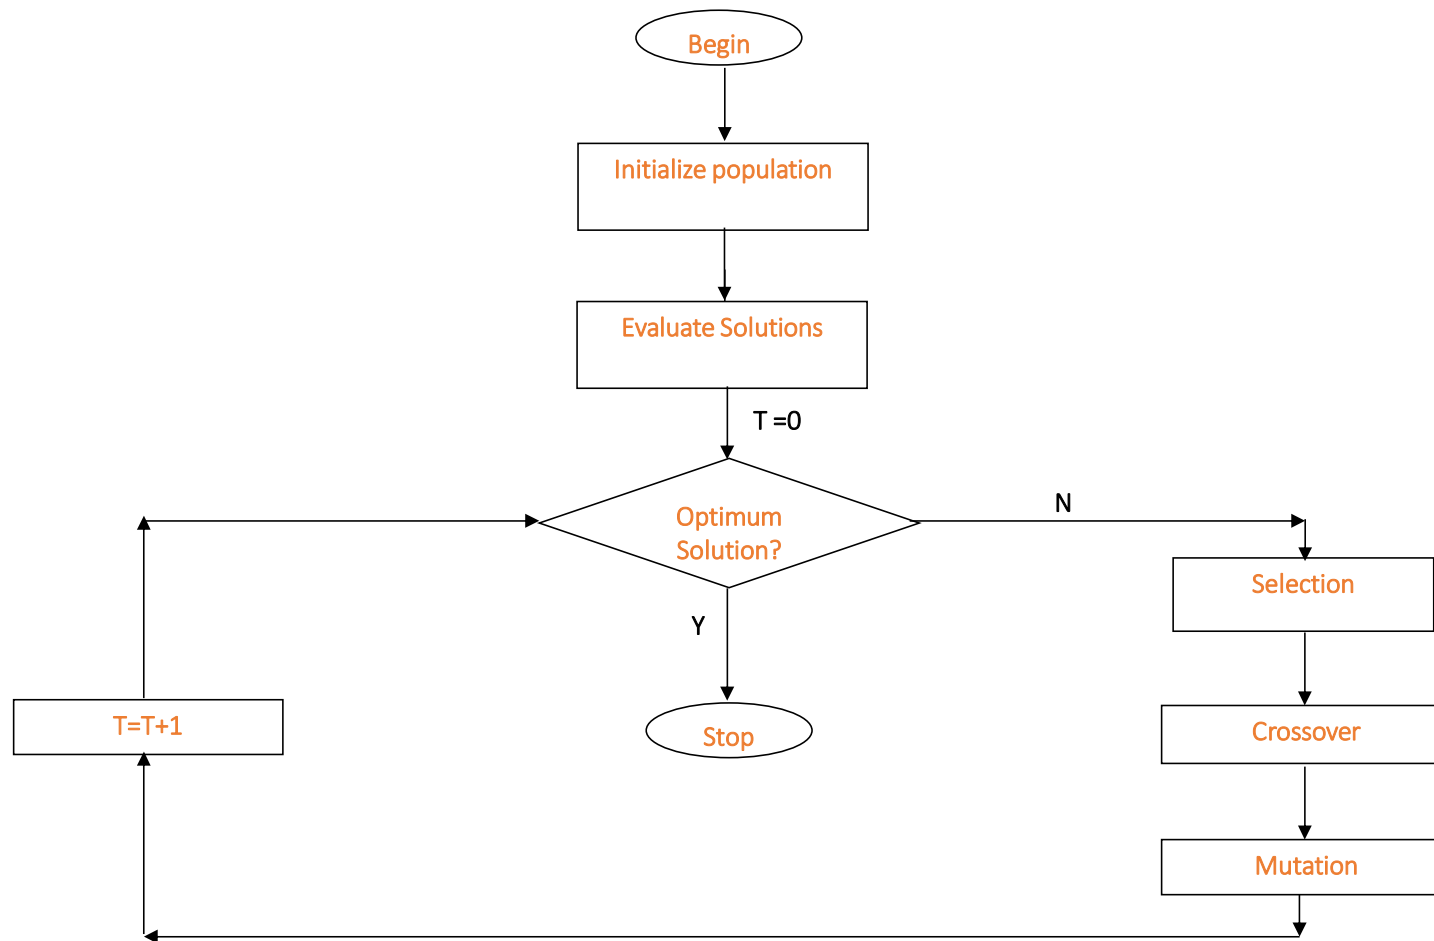 Begin
Initialize population
Evaluate Solutions
T =0
Optimum
Solution?
N
Selection
Y
T=T+1
Stop
Crossover
Mutation